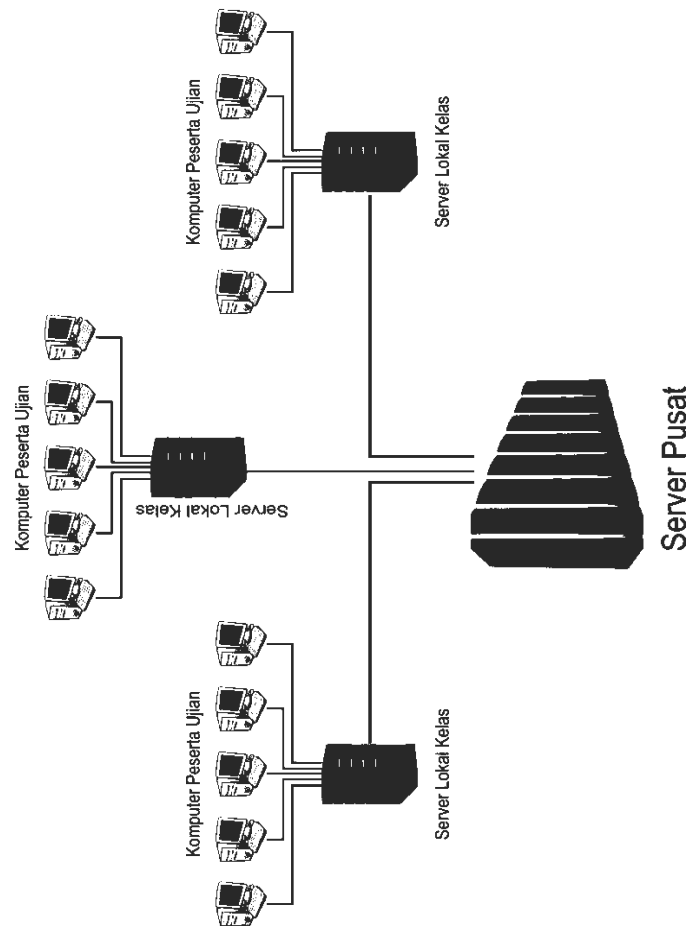 Komputer Peserta Ujian
Server Lokal Kelas
Komputer Peserta Ujian
Server Lokal Kelas
Komputer Peserta Ujian
Server Lokal Kelas
Server Pusat